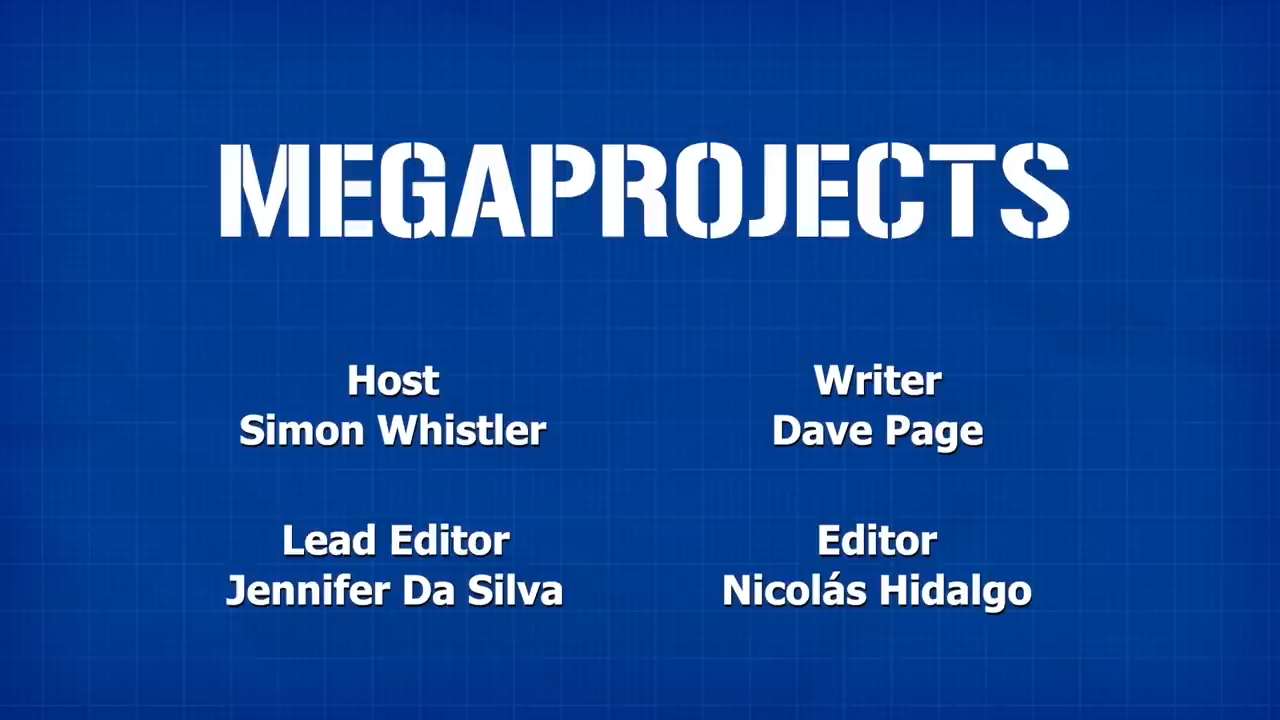 MEGAPROJECTS
Host
Simon Whistler
Writer
Dave Page
Lead Editor
Jennifer Da Silva
Editor
Nicolás Hidalgo